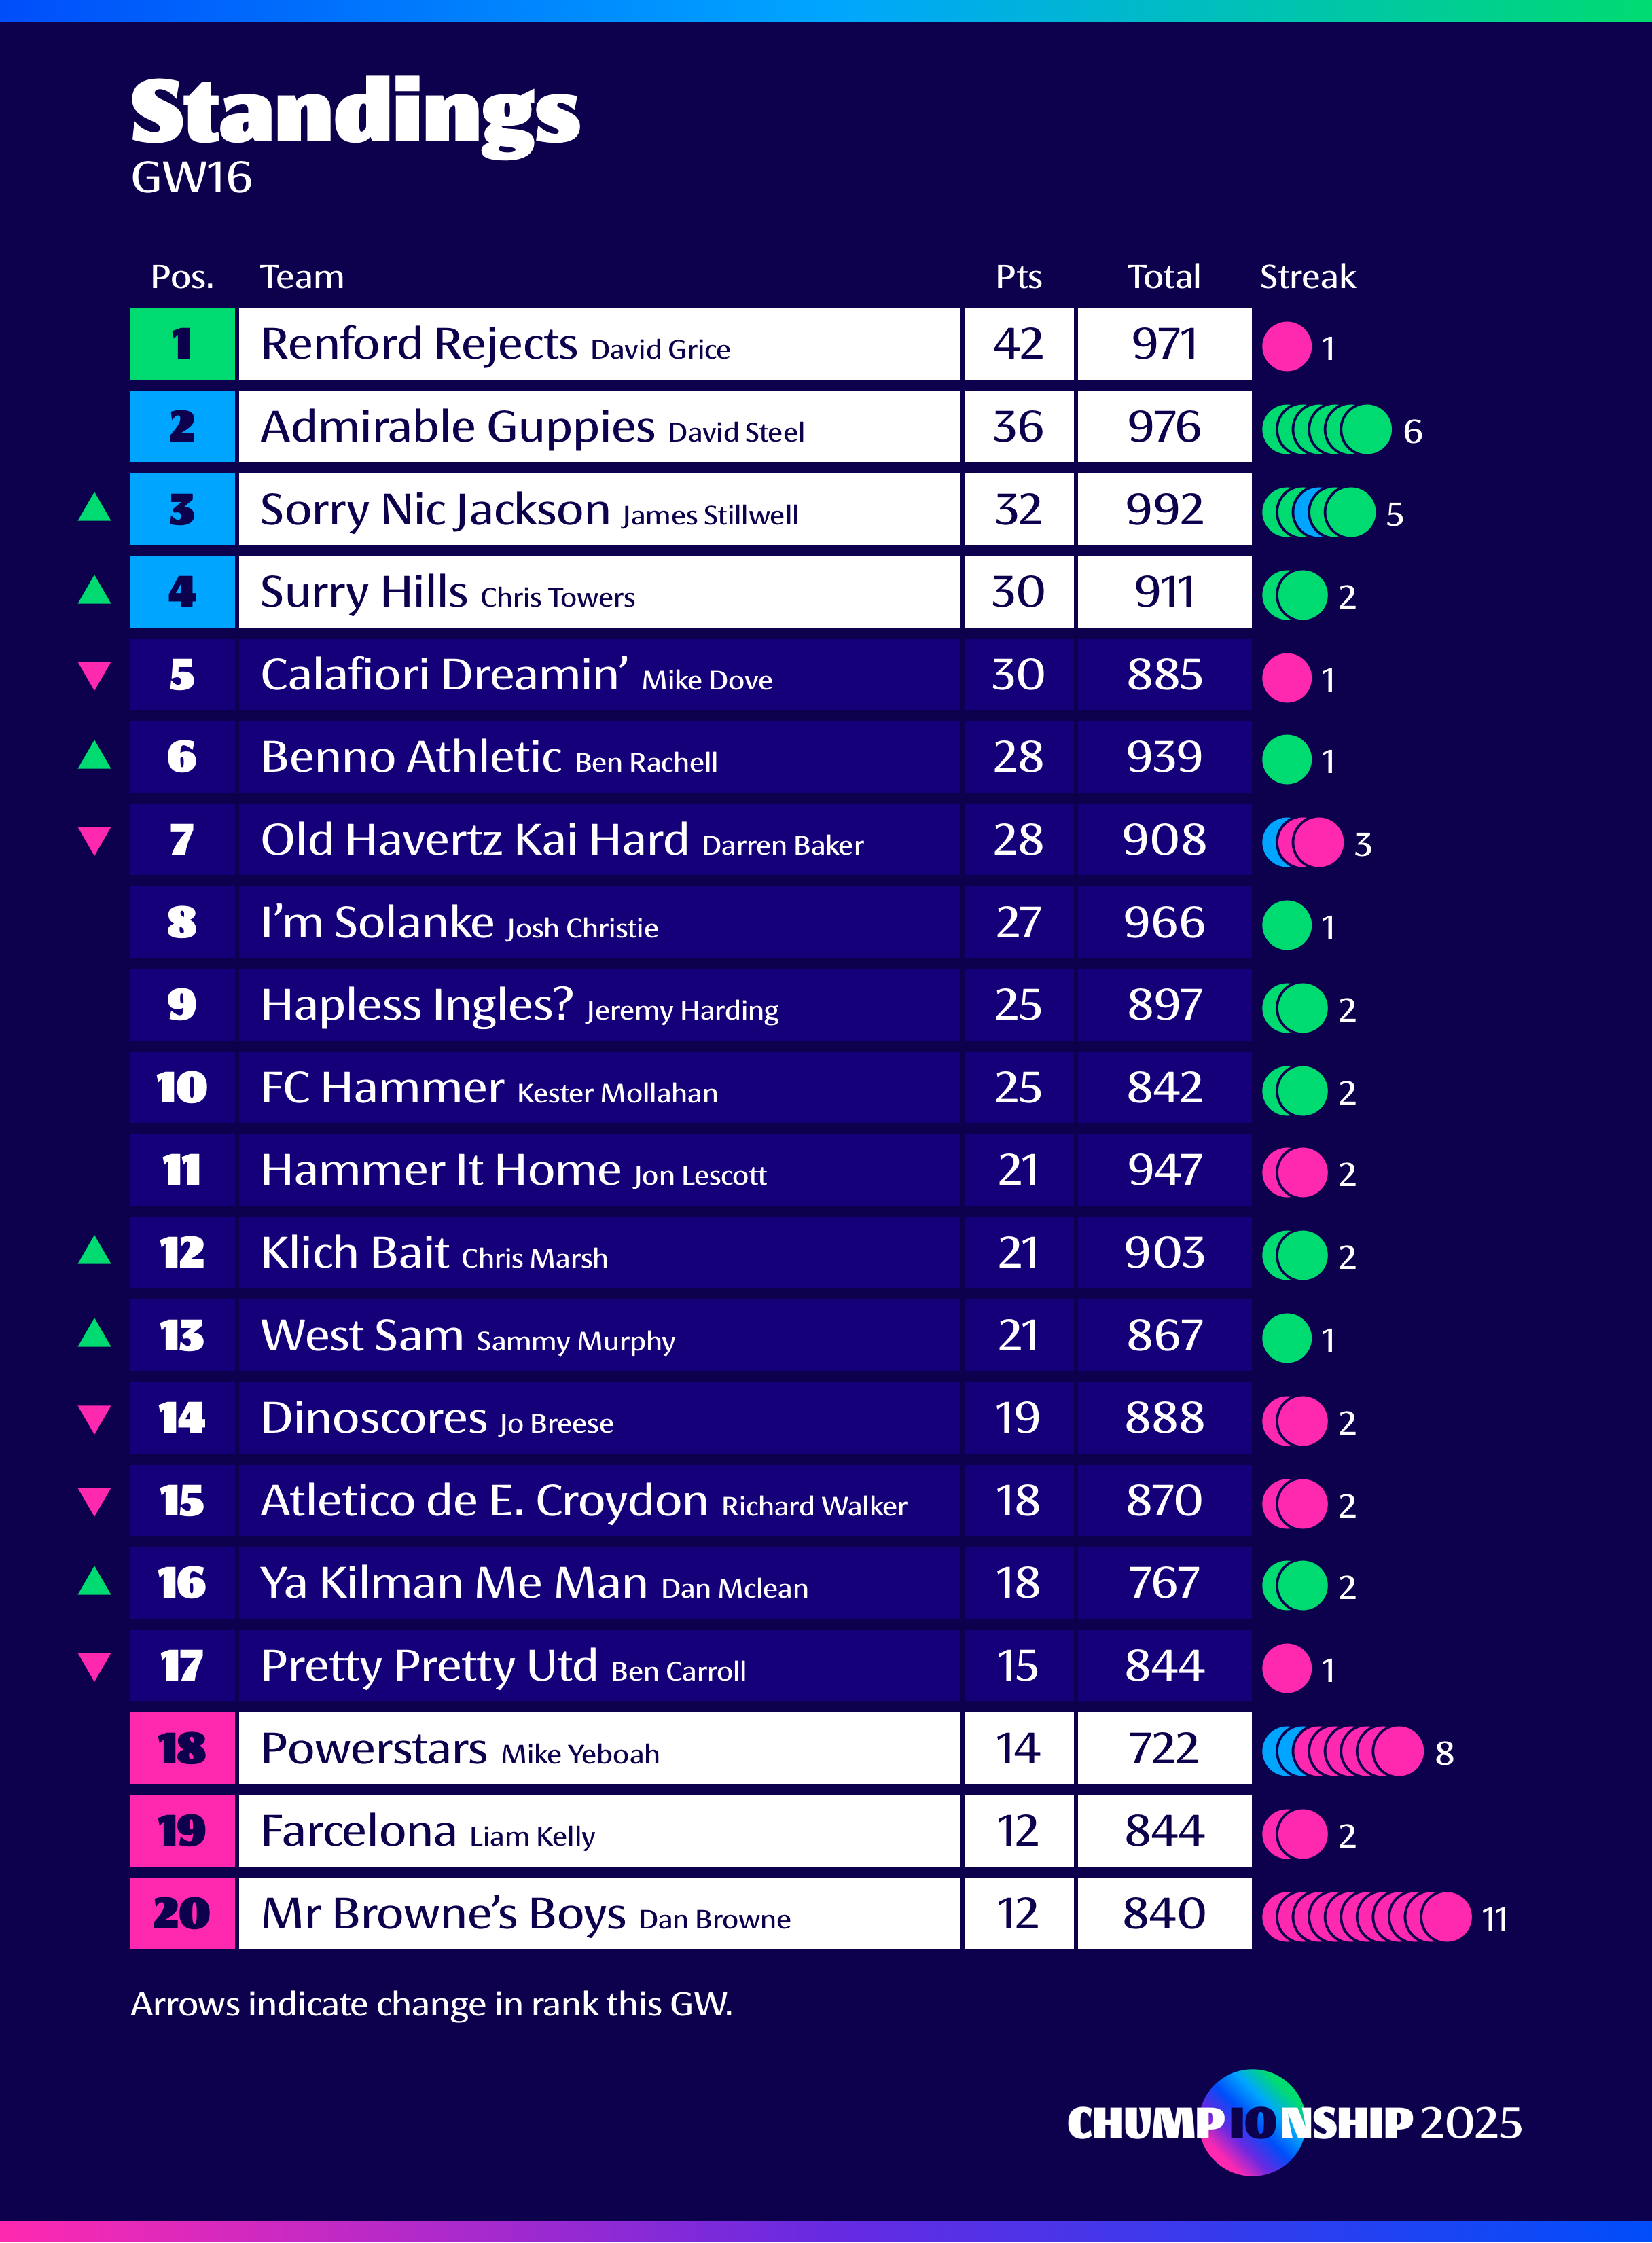 Standings
GW16
Pos. Team Pts Total Streak
1 Renford Rejects David Grice 42 971 1
2 Admirable Guppies David Steel 36 976 6
3 Sorry Nic Jackson James Stillwell 32 992 5
4 Surry Hills Chris Towers 30 911 2
5 Calafiori Dreamin’ Mike Dove 30 885 1
6 Benno Athletic Ben Rachell 28 939 1
7 Old Havertz Kai Hard Darren Baker 28 908 3
8 I’m Solanke Josh Christie 27 966 1
9 Hapless Ingles? Jeremy Harding 25 897 2
10 FC Hammer Kester Mollahan 25 842 2
11 Hammer It Home Jon Lescott 21 947 2
12 Klich Bait Chris Marsh 21 903 2
13 West Sam Sammy Murphy 21 867 1
14 Dinoscores Jo Breese 19 888 2
15 Atletico de E. Croydon Richard Walker 18 870 2
16 Ya Kilman Me Man Dan Mclean 18 767 2
17 Pretty Pretty Utd Ben Carroll 15 844 1
18 Powerstars Mike Yeboah 14 722 8
19 Farcelona Liam Kelly 12 844 2
20 Mr Browne’s Boys Dan Browne 12 840 11
Arrows indicate change in rank this GW.
CHUMPIONSHIP 2025